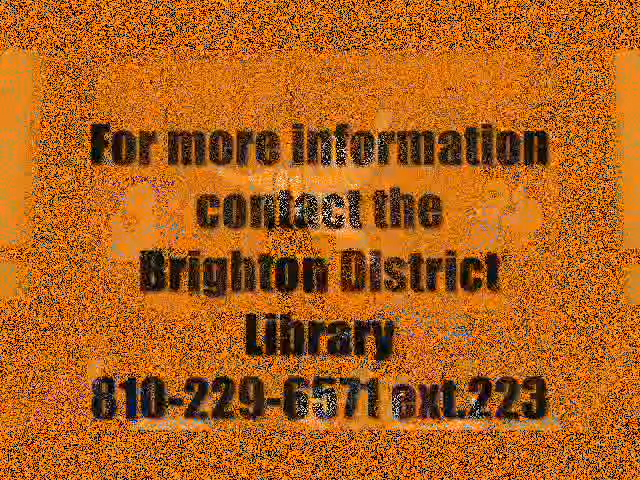 For more information
contact the
Brighton District
Library
810-229-6571 ext.223